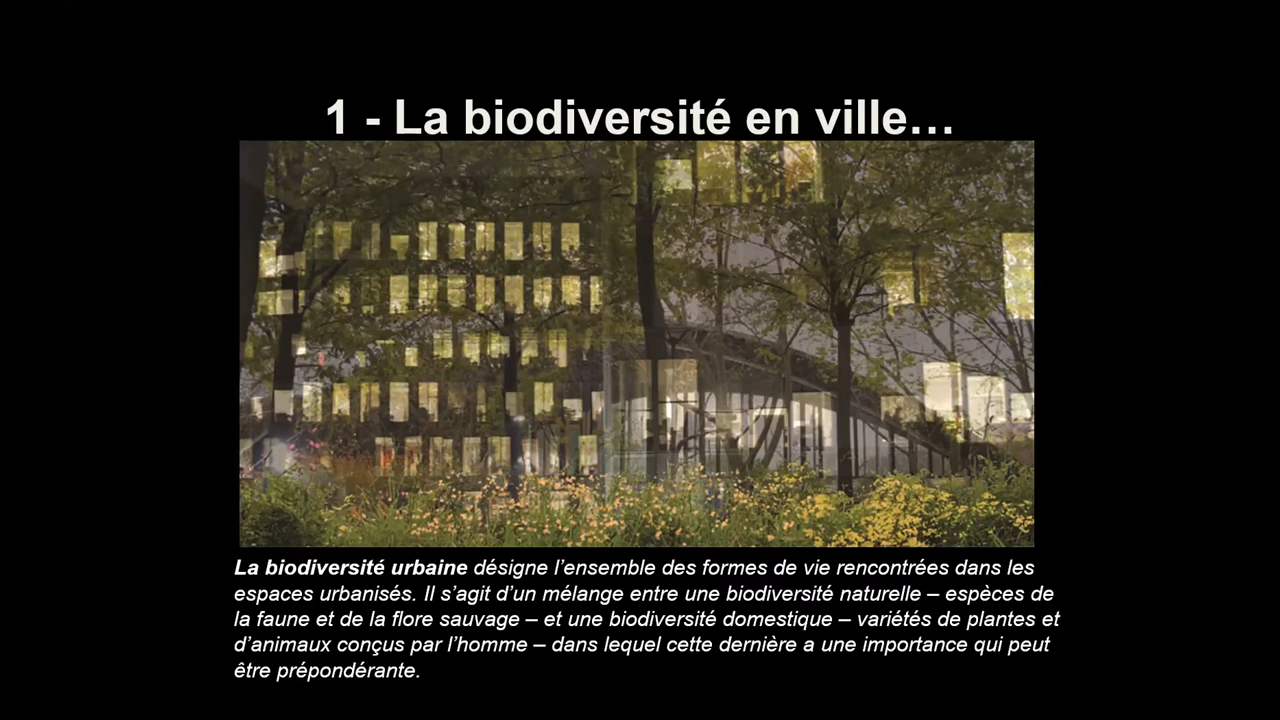 1 - La biodiversité en ville…
La biodiversité urbaine désigne l’ensemble des formes de vie rencontrées dans les
espaces urbanisés. Il s’agit d’un mélange entre une biodiversité naturelle – espèces de
la faune et de la flore sauvage – et une biodiversité domestique – variétés de plantes et
d’animaux conçus par l’homme – dans lequel cette dernière a une importance qui peut
être prépondérante.